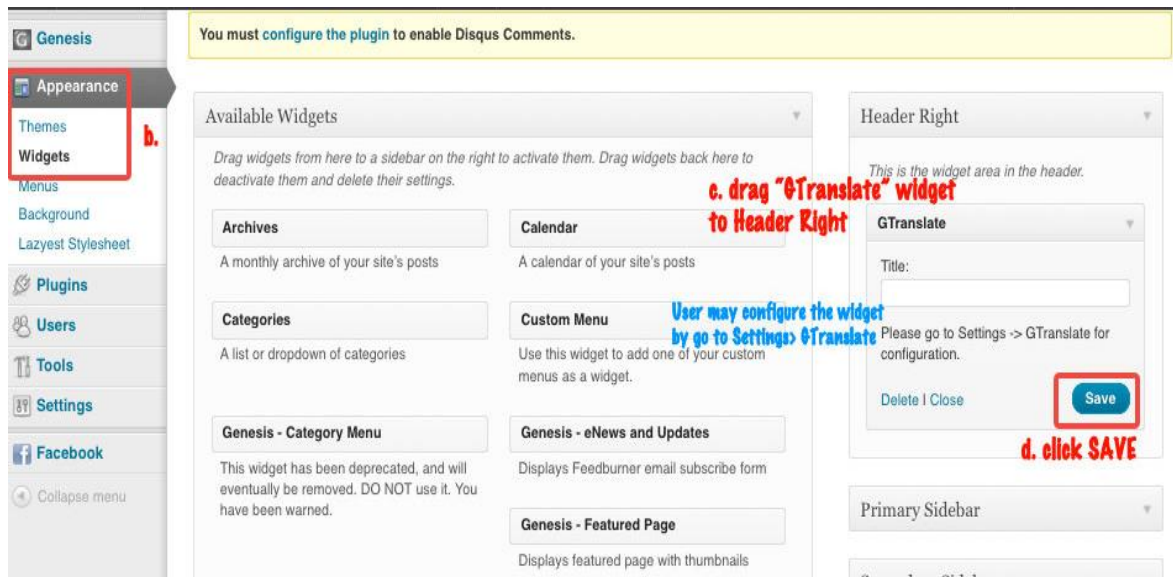 Genesis
Appearance
Themes
Widgets
Menus
Background
Lazyest Stylesheet
Plugins
Users
Tools
Settings
Facebook
Collapse menu
b.
You must configure the plugin to enable Disqus Comments.
Available Widgets
Drag widgets from here to a sidebar on the right to activate them. Drag widgets back here to
deactivate them and delete their settings.
c. drag "GTranslate" widget
to Header Right
Archives
A monthly archive of your site's posts
Calendar
A calendar of your site's posts
User may configure the widget
by go to Settings> GTranslate
Categories
A list or dropdown of categories
Custom Menu
Use this widget to add one of your custom
menus as a widget.
Genesis - Category Menu
This widget has been deprecated, and will
eventually be removed. DO NOT use it. You
have been warned.
Genesis - eNews and Updates
Displays Feedburner email subscribe form
Genesis - Featured Page
Displays featured page with thumbnails
Header Right
This is the widget area in the header.
GTranslate
Title:
Please go to Settings -> GTranslate for
configuration.
Delete | Close
Save
d. click SAVE
Primary Sidebar